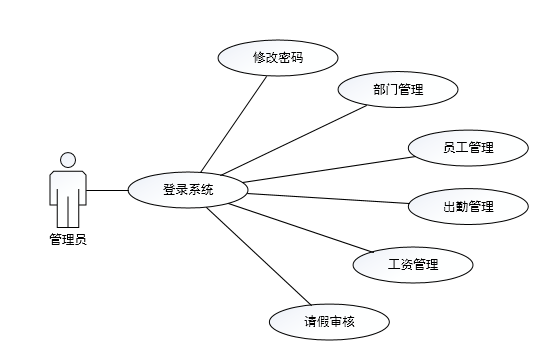 修改密码
部门管理
员工管理
登录系统
出勤管理
管理员
工资管理
请假审核